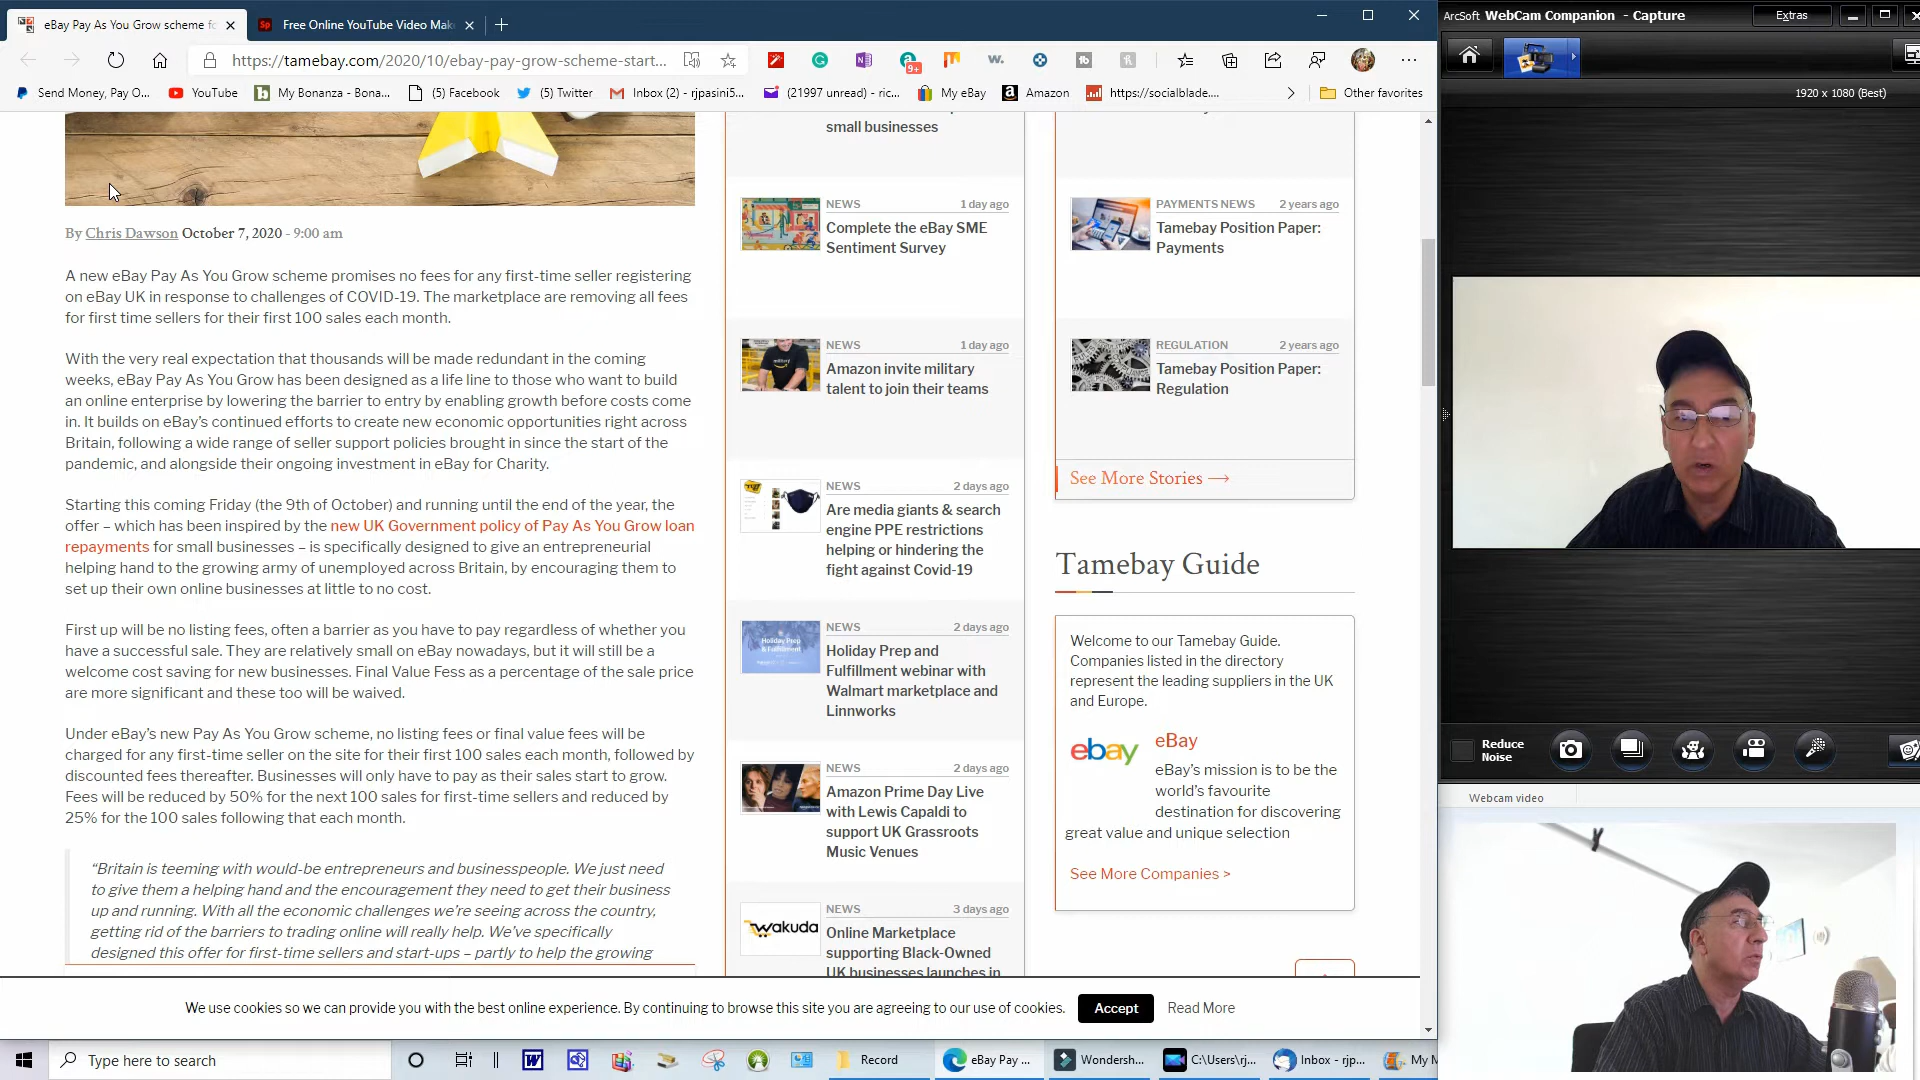 eBay Pay As You Grow scheme fo
Free Online YouTube Video Mak
https://tamebay.com/2020/10/ebay-pay-grow-scheme-start...
9+
Send Money, Pay O...
YouTube
My Bonanza - Bona...
(5) Facebook
(5) Twitter
Inbox (2) - rjpasini5...
(21997 unread) - ric...
My eBay
Amazon
https://socialblade....
Other favorites
By Chris Dawson October 7, 2020 - 9:00 am
A new eBay Pay As You Grow scheme promises no fees for any first-time seller registering
on eBay UK in response to challenges of COVID-19. The marketplace are removing all fees
for first time sellers for their first 100 sales each month.
With the very real expectation that thousands will be made redundant in the coming
weeks, eBay Pay As You Grow has been designed as a life line to those who want to build
an online enterprise by lowering the barrier to entry by enabling growth before costs come
in. It builds on eBay's continued efforts to create new economic opportunities right across
Britain, following a wide range of seller support policies brought in since the start of the
pandemic, and alongside their ongoing investment in eBay for Charity.
Starting this coming Friday (the 9th of October) and running until the end of the year, the
offer – which has been inspired by the new UK Government policy of Pay As You Grow loan
repayments for small businesses – is specifically designed to give an entrepreneurial
helping hand to the growing army of unemployed across Britain, by encouraging them to
set up their own online businesses at little to no cost.
First up will be no listing fees, often a barrier as you have to pay regardless of whether you
have a successful sale. They are relatively small on eBay nowadays, but it will still be a
welcome cost saving for new businesses. Final Value Fess as a percentage of the sale price
are more significant and these too will be waived.
Under eBay's new Pay As You Grow scheme, no listing fees or final value fees will be
charged for any first-time seller on the site for their first 100 sales each month, followed by
discounted fees thereafter. Businesses will only have to pay as their sales start to grow.
Fees will be reduced by 50% for the next 100 sales for first-time sellers and reduced by
25% for the 100 sales following that each month.
"Britain is teeming with would-be entrepreneurs and businesspeople. We just need
to give them a helping hand and the encouragement they need to get their business
up and running. With all the economic challenges we're seeing across the country,
getting rid of the barriers to trading online will really help. We've specifically
designed this offer for first-time sellers and start-ups – partly to help the growing
small businesses
NEWS 1 day ago
Complete the eBay SME
Sentiment Survey
NEWS 1 day ago
Amazon invite military
talent to join their teams
NEWS 2 days ago
Are media giants & search
engine PPE restrictions
helping or hindering the
fight against Covid-19
NEWS 2 days ago
Holiday Prep and
Fulfillment webinar with
Walmart marketplace and
Linnworks
NEWS 2 days ago
Amazon Prime Day Live
with Lewis Capaldi to
support UK Grassroots
Music Venues
NEWS 3 days ago
wakuda
Online Marketplace
supporting Black-Owned
UK businesses launches in
PAYMENTS NEWS 2 years ago
Tamebay Position Paper:
Payments
REGULATION 2 years ago
Tamebay Position Paper:
Regulation
See More Stories →
Tamebay Guide
Welcome to our Tamebay Guide.
Companies listed in the directory
represent the leading suppliers in the UK
and Europe.
ebay
eBay
eBay's mission is to be the
world's favourite
destination for discovering
great value and unique selection
See More Companies >
We use cookies so we can provide you with the best online experience. By continuing to browse this site you are agreeing to our use of cookies.
Accept
Read More
Type here to search
Record
eBay Pay ...
Wondersh...
C:\Users\rj...
Inbox - rjp...
My M
ArcSoft WebCam Companion - Capture
Extras
1920 x 1080 (Best)
Reduce
Noise
Webcam video